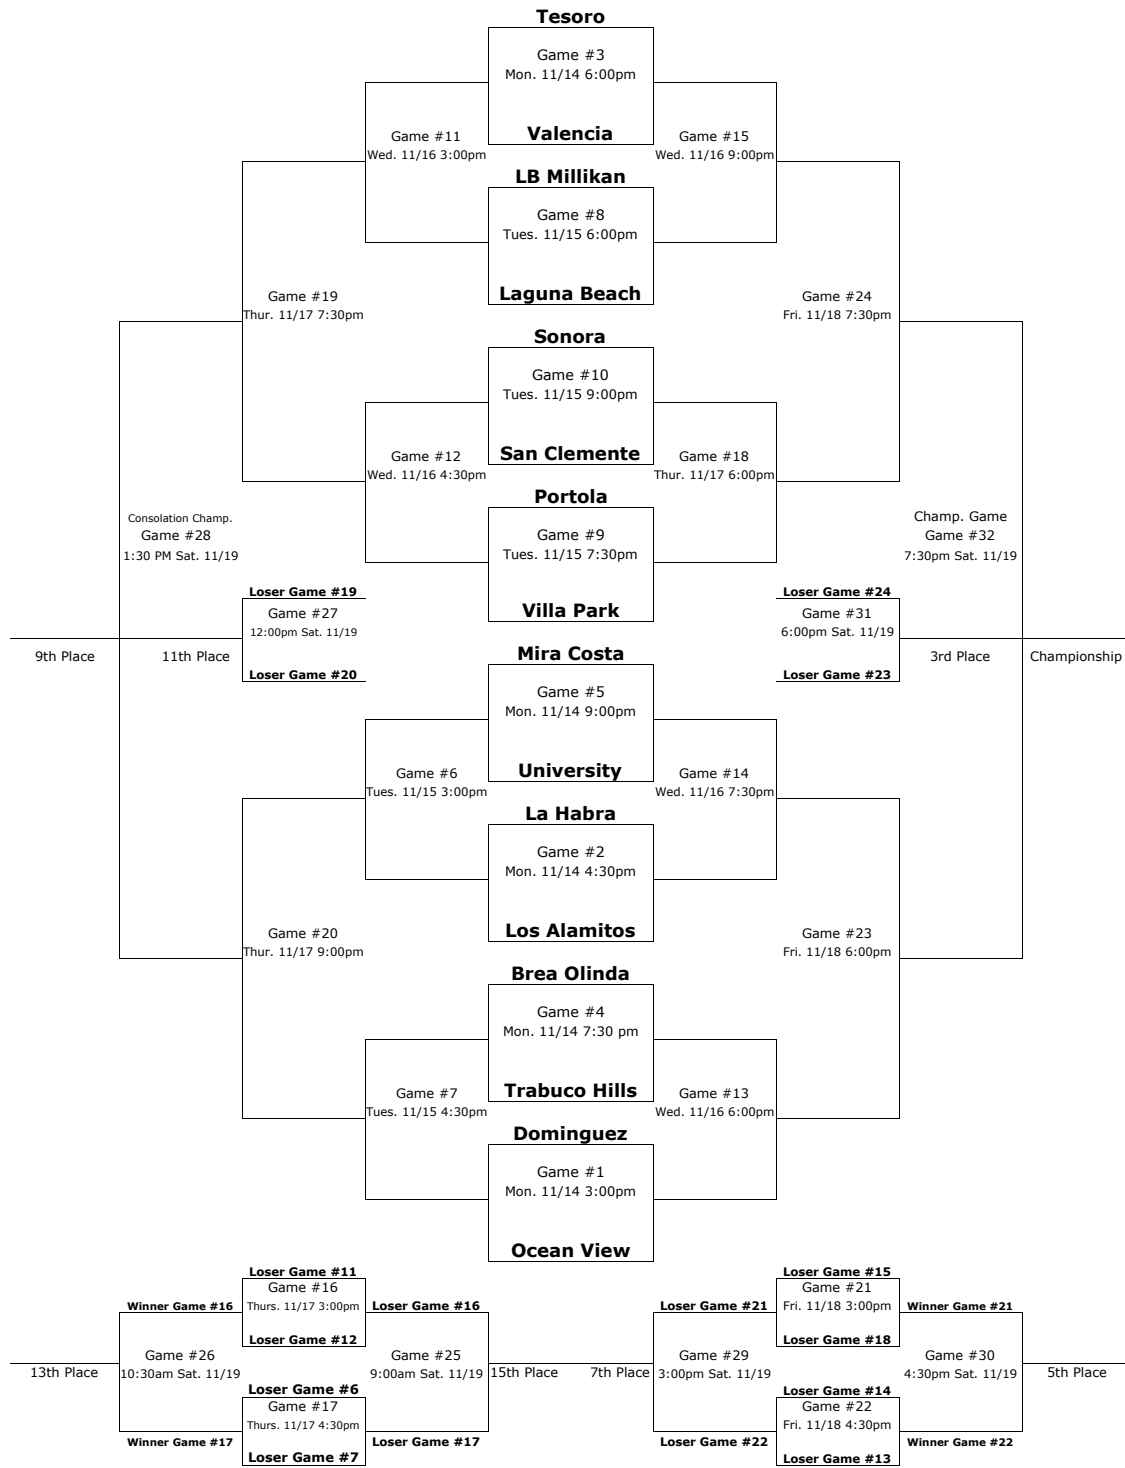 Tesoro
Game #3
Mon. 11/14 6:00pm
Valencia
Game #11
Wed. 11/16 3:00pm
Game #15
Wed. 11/16 9:00pm
LB Millikan
Game #8
Tues. 11/15 6:00pm
Laguna Beach
Game #19
Thur. 11/17 7:30pm
Game #24
Fri. 11/18 7:30pm
Sonora
Game #10
Tues. 11/15 9:00pm
San Clemente
Game #12
Wed. 11/16 4:30pm
Game #18
Thur. 11/17 6:00pm
Portola
Game #9
Tues. 11/15 7:30pm
Villa Park
Consolation Champ.
Game #28
1:30 PM Sat. 11/19
Champ. Game
Game #32
7:30pm Sat. 11/19
Loser Game #19
Game #27
12:00pm Sat. 11/19
Loser Game #20
Loser Game #24
Game #31
6:00pm Sat. 11/19
Loser Game #23
9th Place
11th Place
3rd Place
Championship
Mira Costa
Game #5
Mon. 11/14 9:00pm
University
Game #6
Tues. 11/15 3:00pm
Game #14
Wed. 11/16 7:30pm
La Habra
Game #2
Mon. 11/14 4:30pm
Los Alamitos
Game #20
Thur. 11/17 9:00pm
Game #23
Fri. 11/18 6:00pm
Brea Olinda
Game #4
Mon. 11/14 7:30 pm
Trabuco Hills
Game #7
Tues. 11/15 4:30pm
Game #13
Wed. 11/16 6:00pm
Dominguez
Game #1
Mon. 11/14 3:00pm
Ocean View
Loser Game #11
Game #16
Thurs. 11/17 3:00pm
Loser Game #12
Winner Game #16
Loser Game #16
Game #26
10:30am Sat. 11/19
Game #25
9:00am Sat. 11/19
13th Place
15th Place
Loser Game #6
Game #17
Thurs. 11/17 4:30pm
Loser Game #7
Winner Game #17
Loser Game #17
Loser Game #15
Game #21
Fri. 11/18 3:00pm
Loser Game #18
Loser Game #21
Winner Game #21
7th Place
Game #29
3:00pm Sat. 11/19
Game #30
4:30pm Sat. 11/19
5th Place
Loser Game #14
Game #22
Fri. 11/18 4:30pm
Loser Game #13
Loser Game #22
Winner Game #22